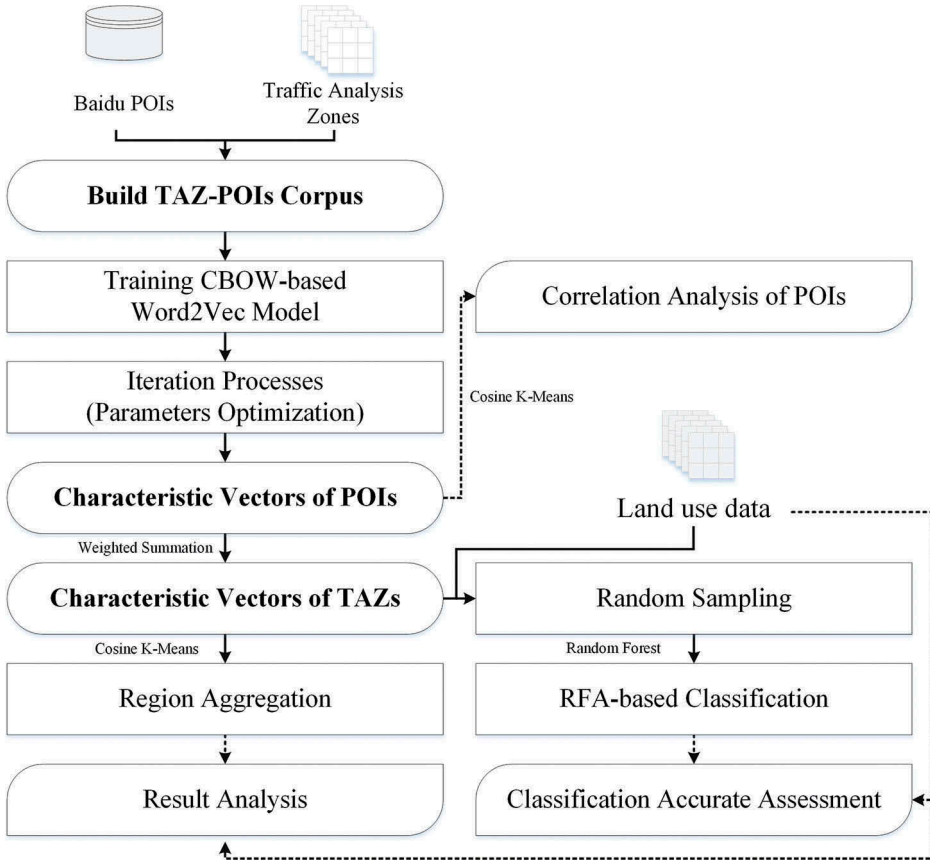 Baidu POIs
Traffic Analysis
Zones
Build TAZ-POIs Corpus
Training CBOW-based
Word2Vec Model
Correlation Analysis of POIs
Iteration Processes
(Parameters Optimization)
Cosine K-Means
Characteristic Vectors of POIs
Land use data
Weighted Summation
Characteristic Vectors of TAZs
Random Sampling
Cosine K-Means
Random Forest
Region Aggregation
RFA-based Classification
Result Analysis
Classification Accurate Assessment